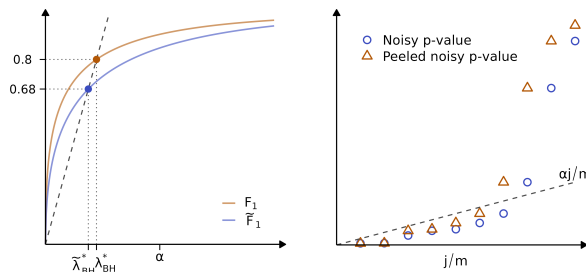 0.8
0.68
F₁
F̃₁
λ̃*BH
λ*BH
α
Noisy p-value
Peeled noisy p-value
αj/m
j/m